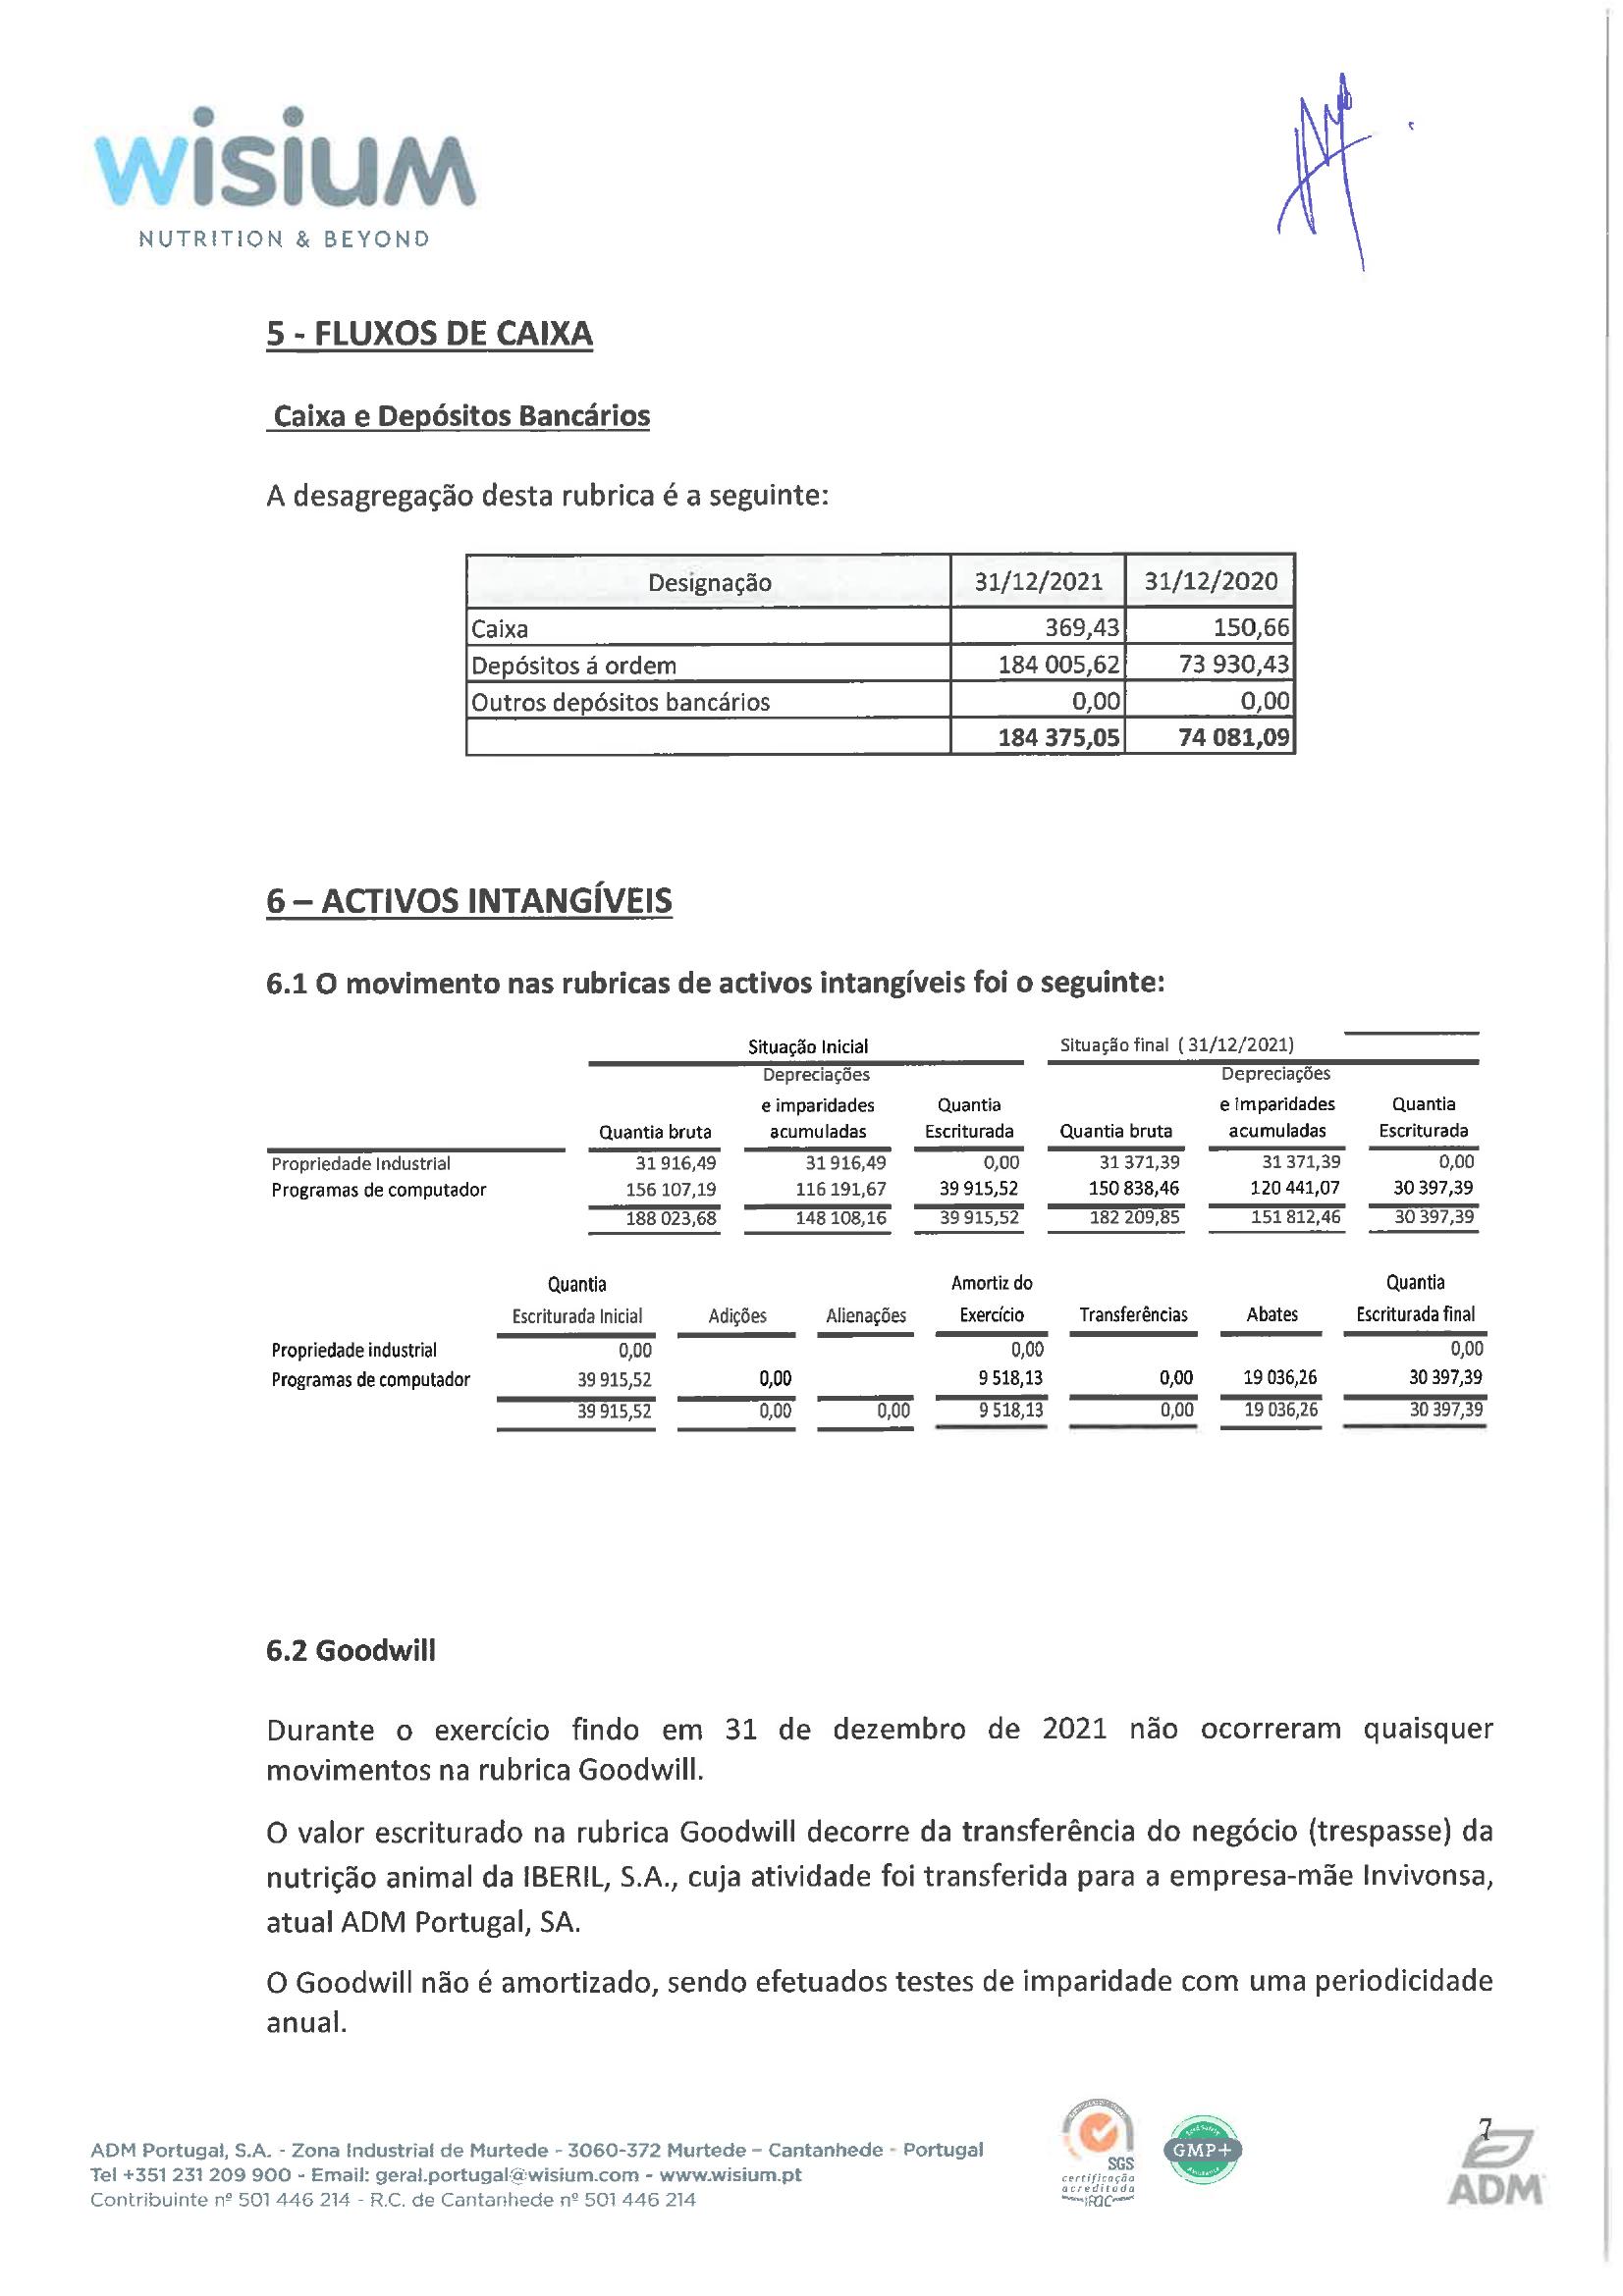 wisium
NUTRITION & BEYOND
5 - FLUXOS DE CAIXA
Caixa e Depósitos Bancários
A desagregação desta rubrica é a seguinte:
Designação 31/12/2021 31/12/2020
Caixa 369,43 150,66
Depósitos á ordem 184 005,62 73 930,43
Outros depósitos bancários 0,00 0,00
184 375,05 74 081,09
6 – ACTIVOS INTANGÍVEIS
6.1 O movimento nas rubricas de activos intangíveis foi o seguinte:
Situação Inicial Situação final ( 31/12/2021)
Depreciações Depreciações
e imparidades Quantia e Imparidades Quantia
Quantia bruta acumuladas Escriturada Quantia bruta acumuladas Escriturada
Propriedade Industrial 31 916,49 31 916,49 0,00 31 371,39 31 371,39 0,00
Programas de computador 156 107,19 116 191,67 39 915,52 150 838,46 120 441,07 30 397,39
188 023,68 148 108,16 39 915,52 182 209,85 151 812,46 30 397,39
Quantia Amortiz do Quantia
Escriturada Inicial Adições Alienações Exercício Transferências Abates Escriturada final
Propriedade industrial 0,00 0,00 0,00
Programas de computador 39 915,52 0,00 9 518,13 0,00 19 036,26 30 397,39
39 915,52 0,00 0,00 9 518,13 0,00 19 036,26 30 397,39
6.2 Goodwill
Durante o exercício findo em 31 de dezembro de 2021 não ocorreram quaisquer
movimentos na rubrica Goodwill.
O valor escriturado na rubrica Goodwill decorre da transferência do negócio (trespasse) da
nutrição animal da IBERIL, S.A., cuja atividade foi transferida para a empresa-mãe Invivonsa,
atual ADM Portugal, SA.
O Goodwill não é amortizado, sendo efetuados testes de imparidade com uma periodicidade
anual.
ADM Portugal, S.A. - Zona Industrial de Murtede - 3060-372 Murtede – Cantanhede - Portugal
Tel +351 231 209 900 - Email: geral.portugal@wisium.com - www.wisium.pt
Contribuinte nº 501 446 214 - R.C. de Cantanhede nº 501 446 214
SGS
certificação
acreditada
GMP+
7
ADM